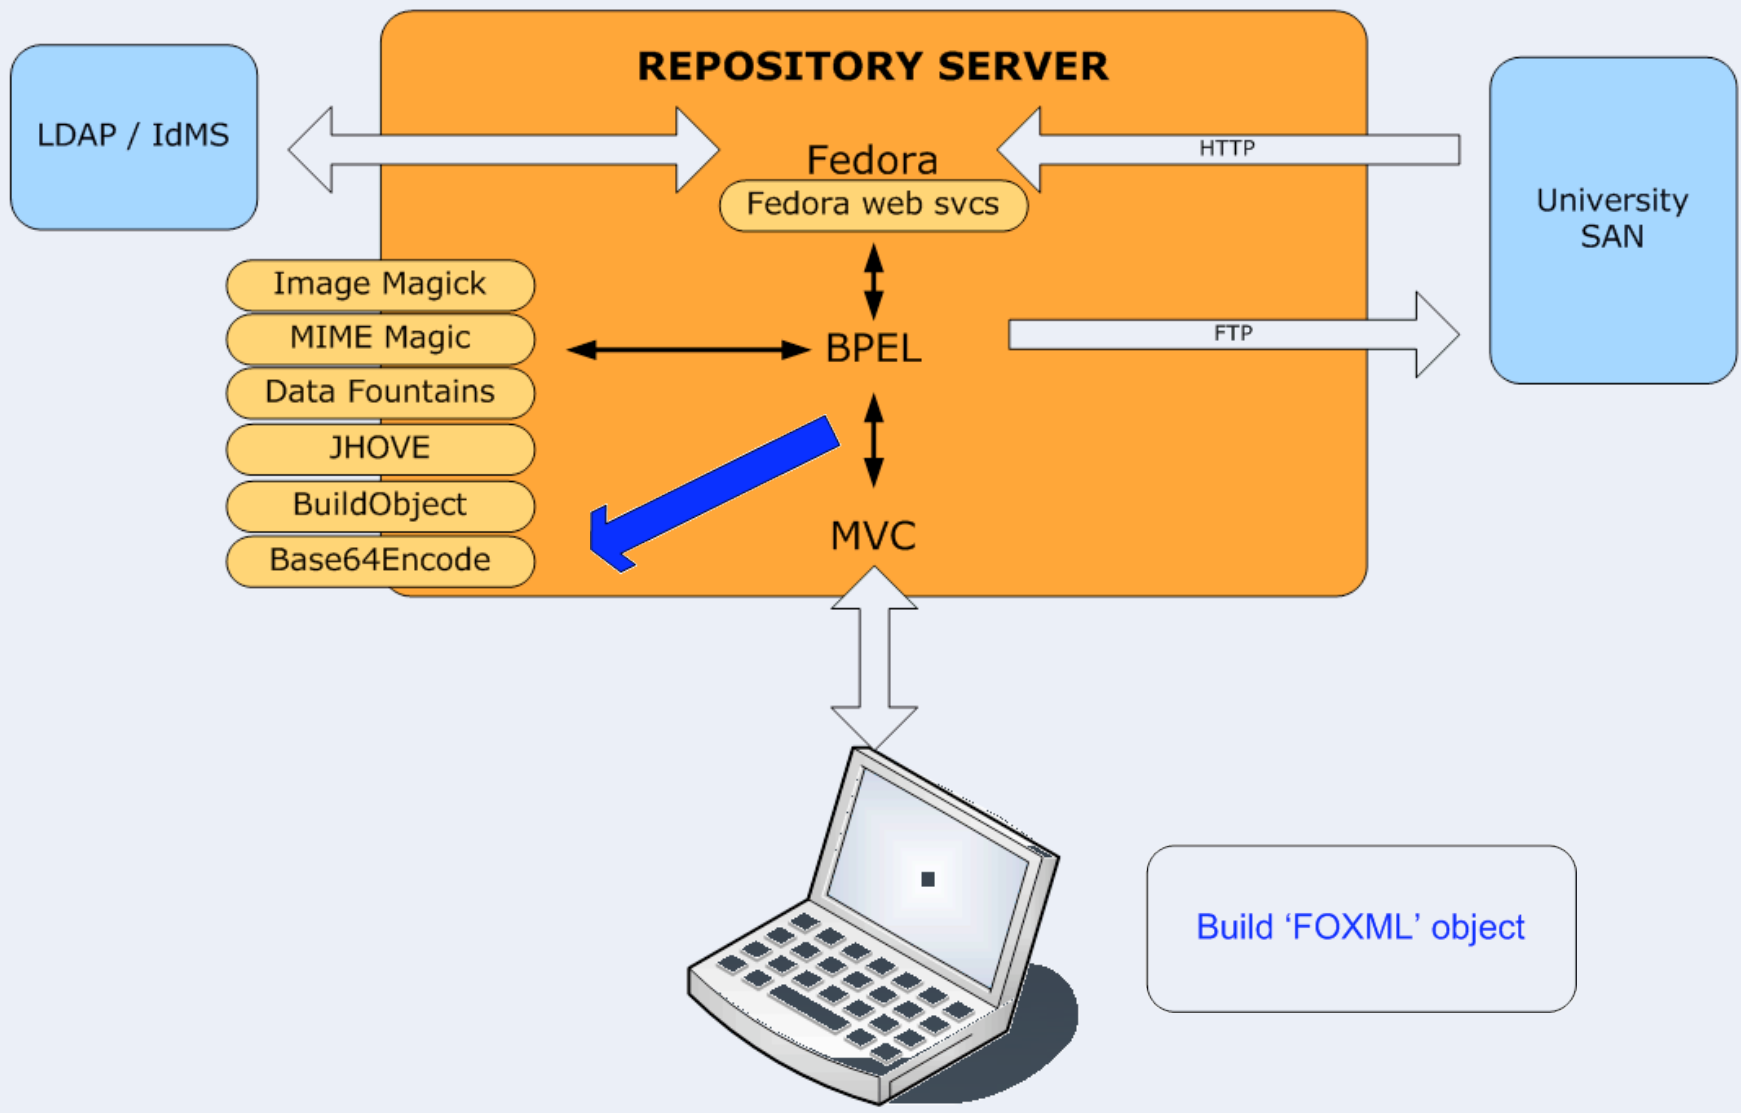 REPOSITORY SERVER
LDAP / IdMS
HTTP
Fedora
Fedora web svcs
University
SAN
Image Magick
MIME Magic
Data Fountains
JHOVE
BuildObject
Base64Encode
BPEL
FTP
MVC
Build ‘FOXML’ object